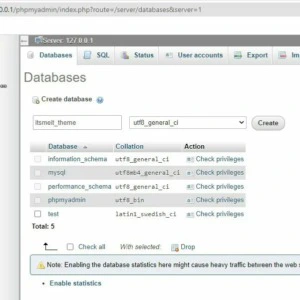 0.0.1/phpmyadmin/index.php?route=/server/databases&server=1
Server: 127.0.0.1
Databases SQL Status User accounts Export Im
Databases
Create database
itsmeit_theme utf8_general_ci Create
Database Collation Action
information_schema utf8_general_ci Check privileges
mysql utf8mb4_general_ci Check privileges
performance_schema utf8_general_ci Check privileges
phpmyadmin utf8_bin Check privileges
test latin1_swedish_ci Check privileges
Total: 5
Check all With selected: Drop
Note: Enabling the database statistics here might cause heavy traffic between the web s
Enable statistics